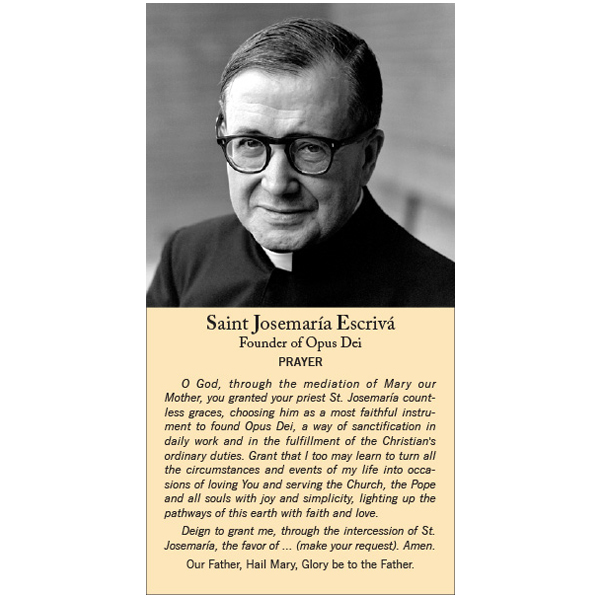 Saint Josemaría Escrivá
Founder of Opus Dei
PRAYER
O God, through the mediation of Mary our
Mother, you granted your priest St. Josemaría count-
less graces, choosing him as a most faithful instru-
ment to found Opus Dei, a way of sanctification in
daily work and in the fulfillment of the Christian's
ordinary duties. Grant that I too may learn to turn all
the circumstances and events of my life into occa-
sions of loving You and serving the Church, the Pope
and all souls with joy and simplicity, lighting up the
pathways of this earth with faith and love.
Deign to grant me, through the intercession of St.
Josemaría, the favor of ... (make your request). Amen.
Our Father, Hail Mary, Glory be to the Father.